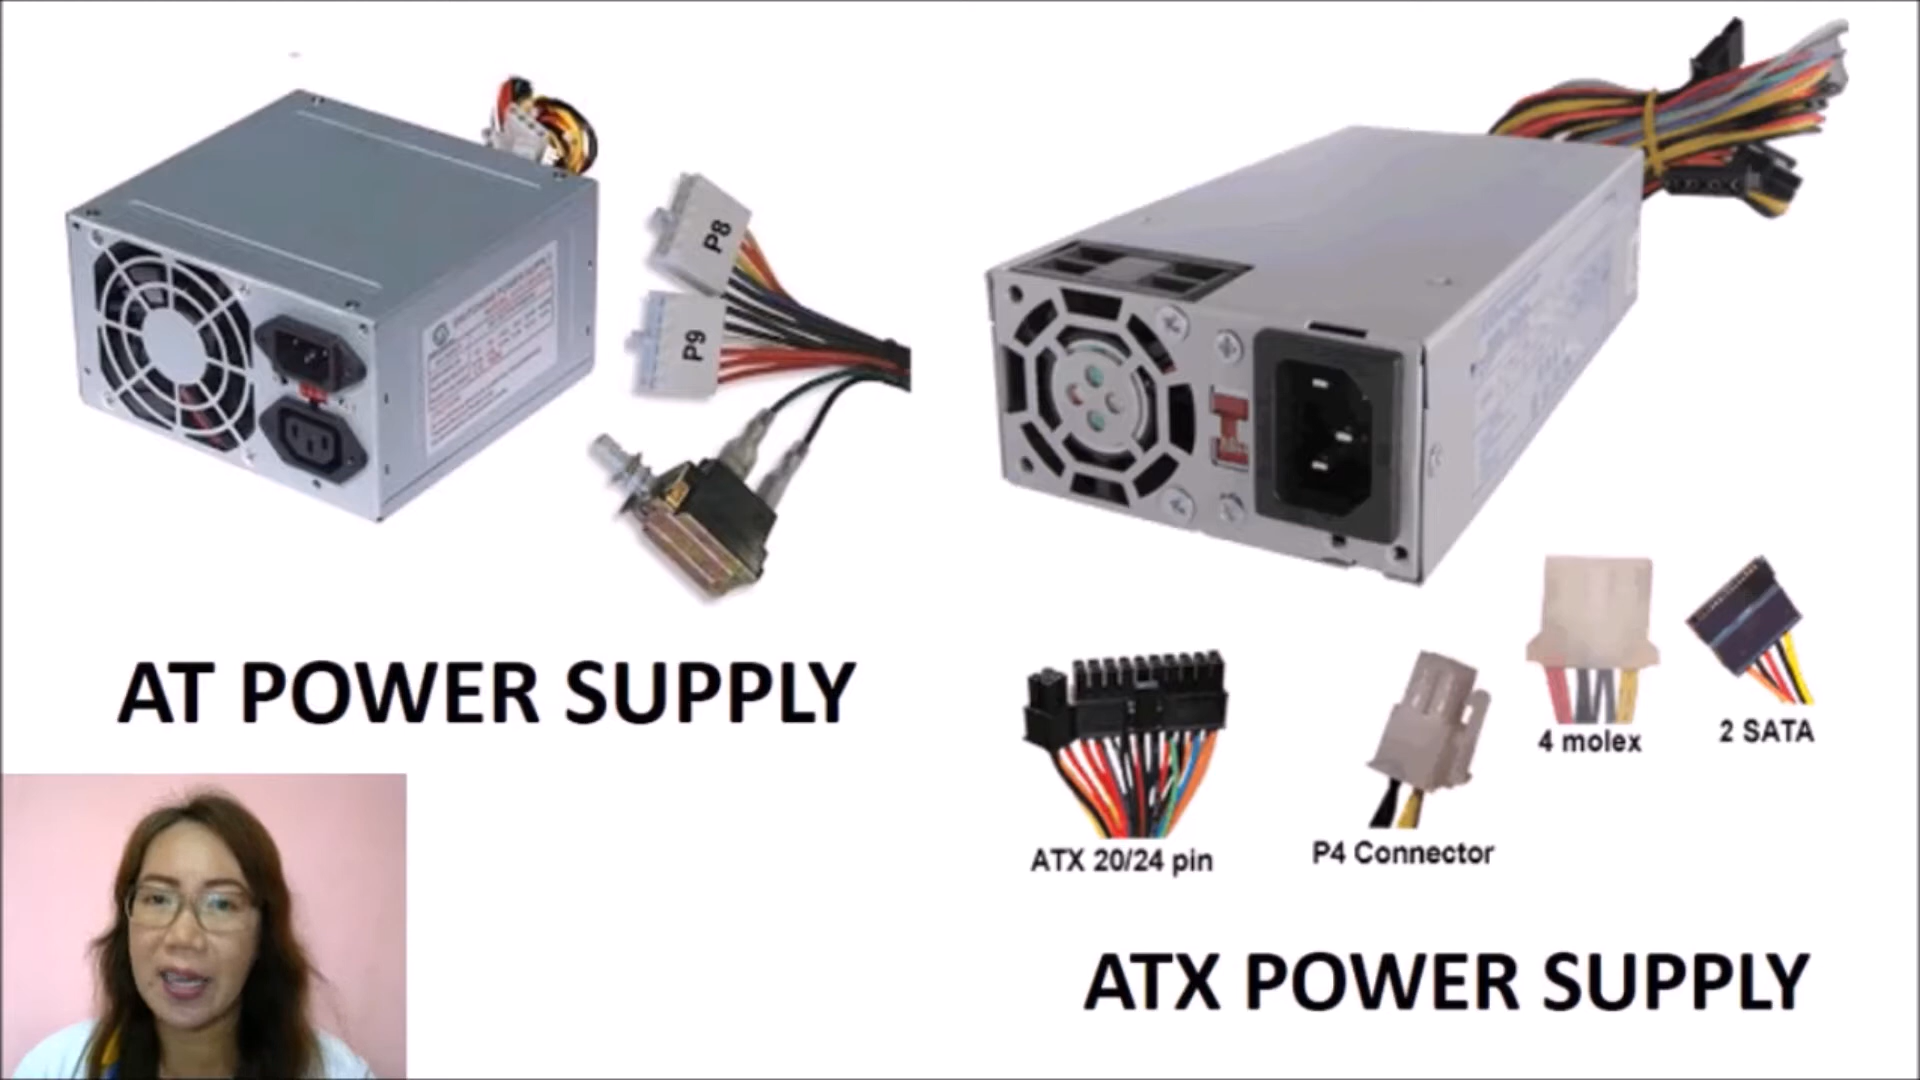 P8
P9
AT POWER SUPPLY
4 molex
2 SATA
ATX 20/24 pin
P4 Connector
ATX POWER SUPPLY